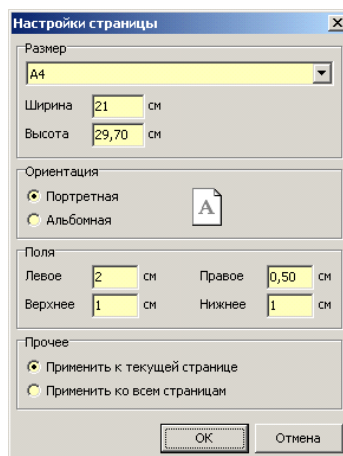 Настройки страницы
Размер
A4
Ширина 21 см
Высота 29,70 см
Ориентация
Портретная
Альбомная
A
Поля
Левое 2 см Правое 0,50 см
Верхнее 1 см Нижнее 1 см
Прочее
Применить к текущей странице
Применить ко всем страницам
OK Отмена